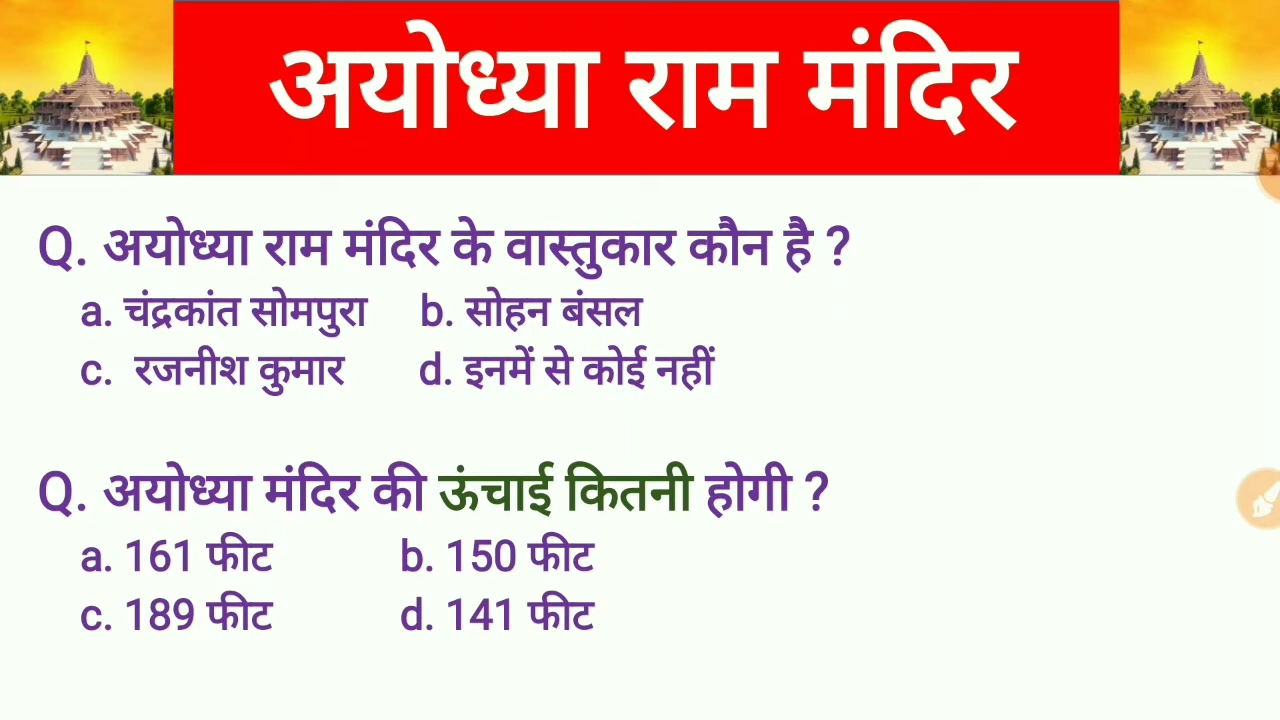 अयोध्या राम मंदिर
Q. अयोध्या राम मंदिर के वास्तुकार कौन है ?
a. चंद्रकांत सोमपुरा b. सोहन बंसल
c. रजनीश कुमार d. इनमें से कोई नहीं
Q. अयोध्या मंदिर की ऊंचाई कितनी होगी ?
a. 161 फीट b. 150 फीट
c. 189 फीट d. 141 फीट